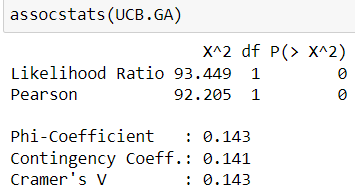 assocstats(UCB.GA)
X^2 df P(> X^2)
Likelihood Ratio 93.449 1 0
Pearson 92.205 1 0
Phi-Coefficient : 0.143
Contingency Coeff.: 0.141
Cramer's V : 0.143